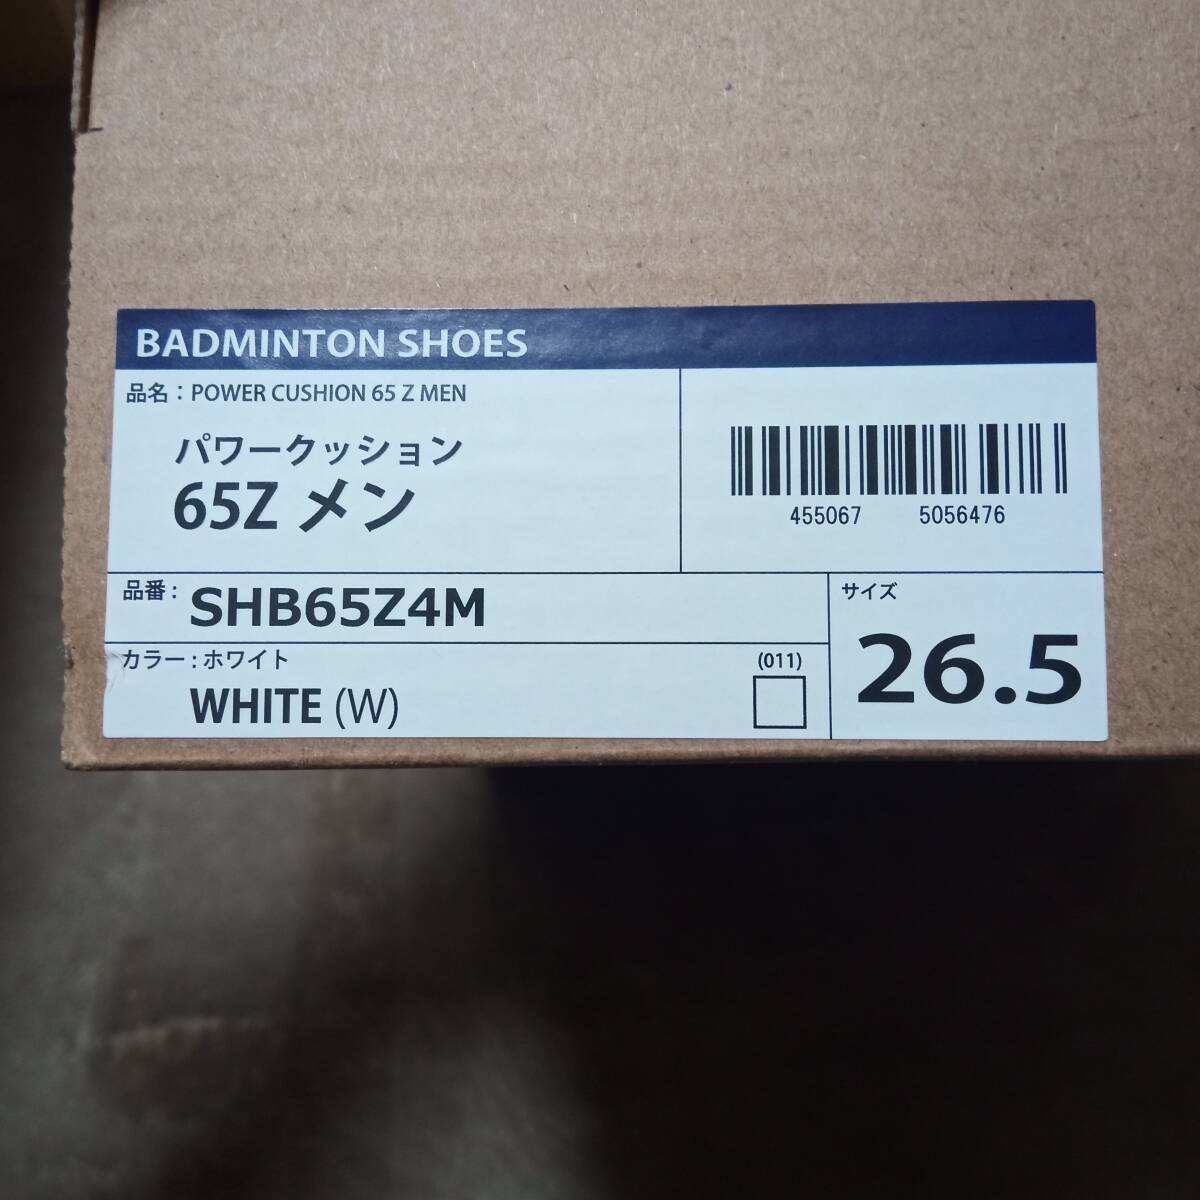 BADMINTON SHOES
品名：POWER CUSHION 65 Z MEN
パワークッション
65Z メン
455067 5056476
品番：
SHB65Z4M
カラー：ホワイト
WHITE (W)
(011)
サイズ
26.5